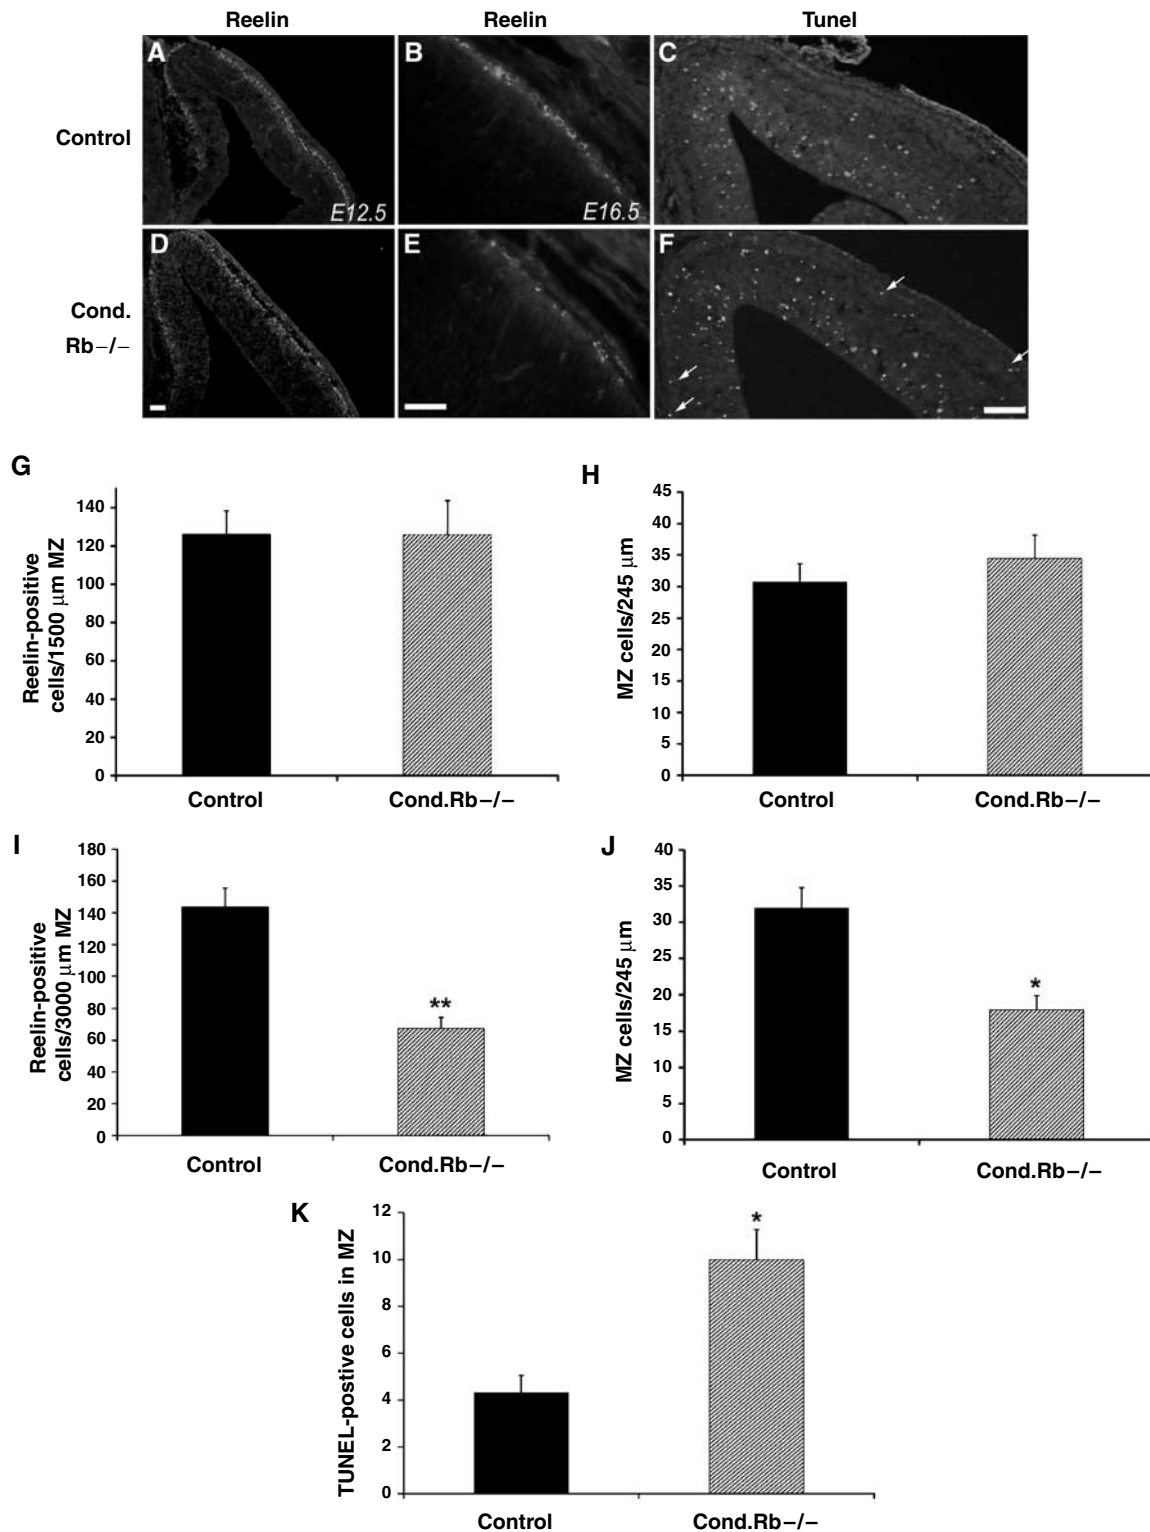 Reelin Reelin Tunel
A B C
Control
E12.5 E16.5
D E F
Cond.
Rb−/−
G
Reelin-positive
cells/1500 μm MZ
140
120
100
80
60
40
20
0
Control Cond.Rb−/−
H
MZ cells/245 μm
45
40
35
30
25
20
15
10
5
0
Control Cond.Rb−/−
I
Reelin-positive
cells/3000 μm MZ
180
160
140
120
100
80
60
40
20
0
**
Control Cond.Rb−/−
J
MZ cells/245 μm
40
35
30
25
20
15
10
5
0
*
Control Cond.Rb−/−
K
TUNEL-postive cells in MZ
12
10
8
6
4
2
0
*
Control Cond.Rb−/−